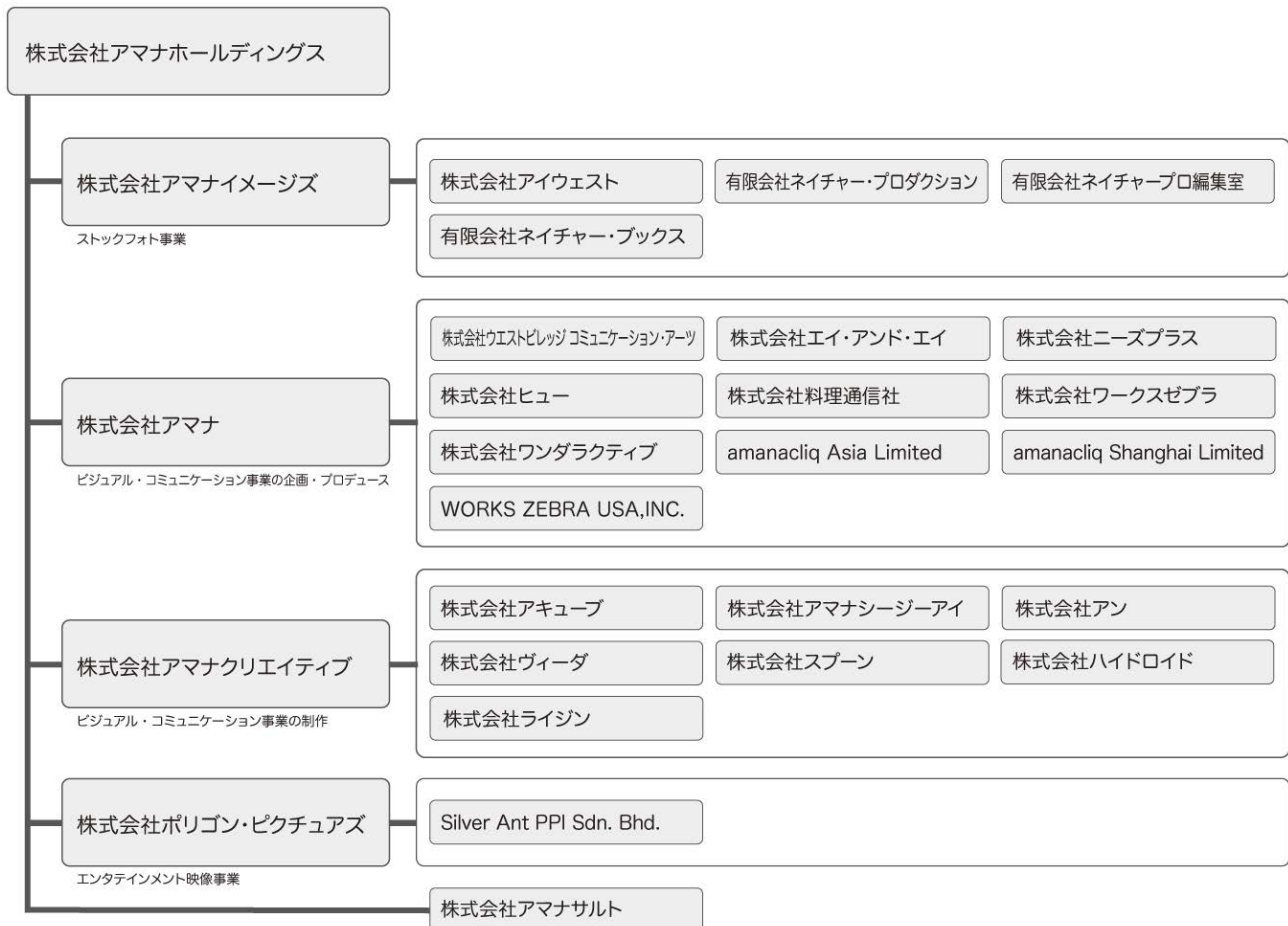 株式会社アマナホールディングス
株式会社アマナイメージズ
ストックフォト事業
株式会社アイウェスト
有限会社ネイチャー・プロダクション
有限会社ネイチャープロ編集室
有限会社ネイチャー・ブックス
株式会社アマナ
ビジュアル・コミュニケーション事業の企画・プロデュース
株式会社ウエストビレッジ コミュニケーション・アーツ
株式会社エイ・アンド・エイ
株式会社ニーズプラス
株式会社ヒュー
株式会社料理通信社
株式会社ワークスゼブラ
株式会社ワンダラクティブ
amanacliq Asia Limited
amanacliq Shanghai Limited
WORKS ZEBRA USA,INC.
株式会社アマナクリエイティブ
ビジュアル・コミュニケーション事業の制作
株式会社アキューブ
株式会社アマナシージーアイ
株式会社アン
株式会社ヴィーダ
株式会社スプーン
株式会社ハイドロイド
株式会社ライジン
株式会社ポリゴン・ピクチュアズ
エンタテインメント映像事業
Silver Ant PPI Sdn. Bhd.
株式会社アマナサルト